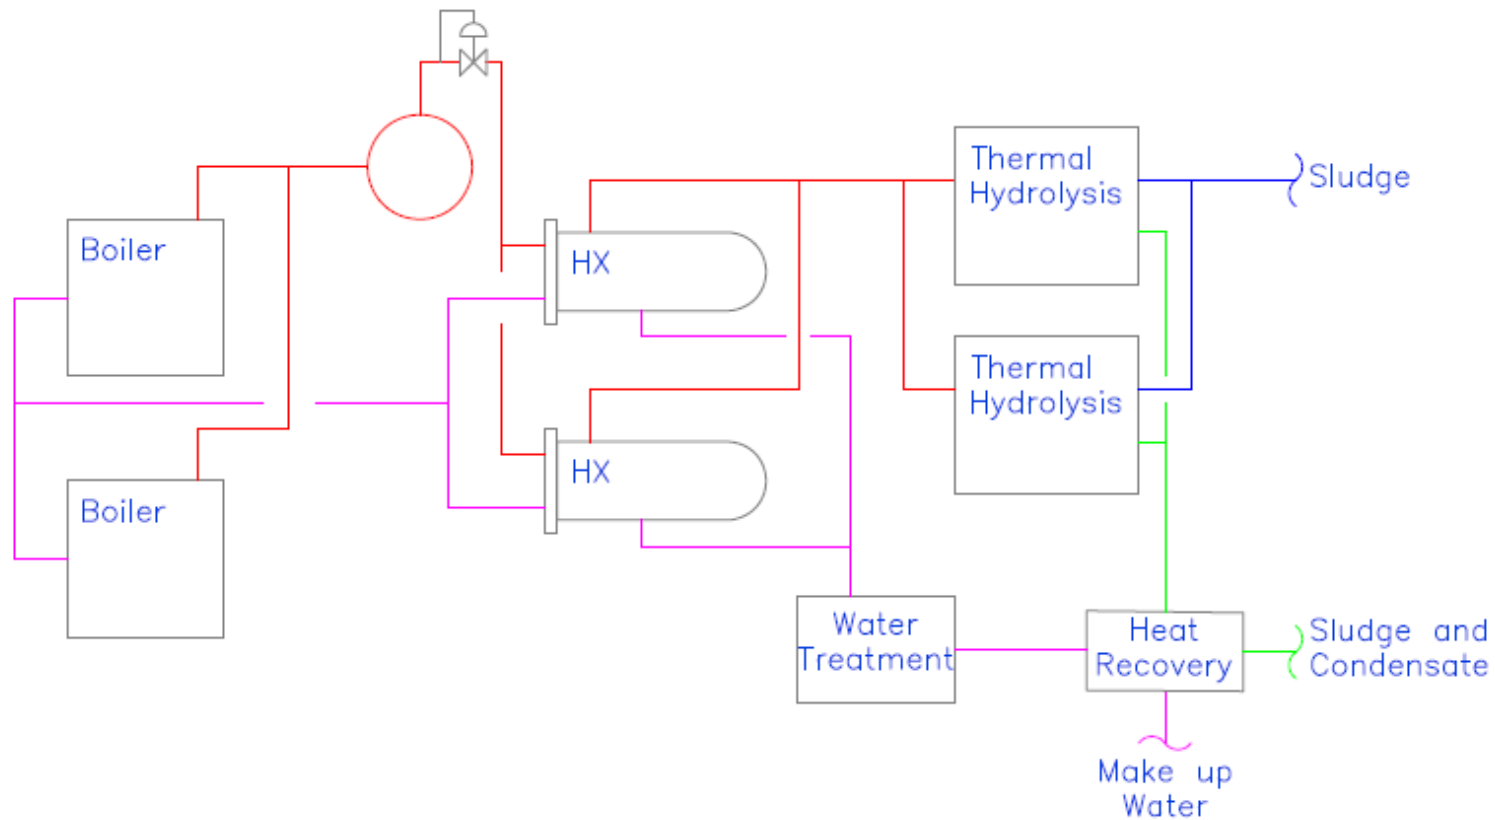 Thermal
Hydrolysis
Sludge
Boiler
HX
Thermal
Hydrolysis
HX
Boiler
Water
Treatment
Heat
Recovery
Sludge and
Condensate
Make up
Water